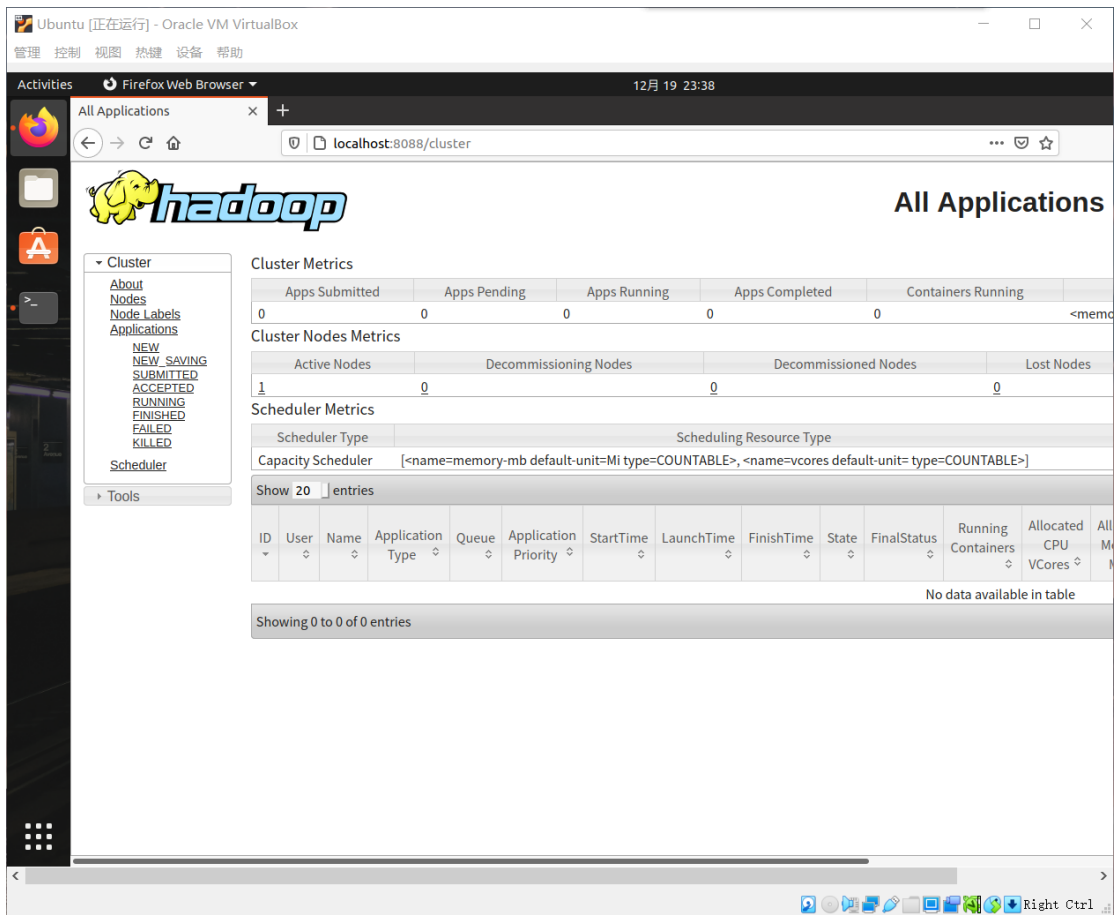 Ubuntu [正在运行] - Oracle VM VirtualBox
管理 控制 视图 热键 设备 帮助
Activities Firefox Web Browser 12月 19 23:38
All Applications
localhost:8088/cluster
hadoop
All Applications
Cluster
About
Nodes
Node Labels
Applications
NEW
NEW_SAVING
SUBMITTED
ACCEPTED
RUNNING
FINISHED
FAILED
KILLED
Scheduler
Tools
Cluster Metrics
Apps Submitted Apps Pending Apps Running Apps Completed Containers Running
0 0 0 0 0 <memo
Cluster Nodes Metrics
Active Nodes Decommissioning Nodes Decommissioned Nodes Lost Nodes
1 0 0 0
Scheduler Metrics
Scheduler Type Scheduling Resource Type
Capacity Scheduler [<name=memory-mb default-unit=Mi type=COUNTABLE>, <name=vcores default-unit= type=COUNTABLE>]
Show 20 entries
ID User Name Application Type Queue Application Priority StartTime LaunchTime FinishTime State FinalStatus Running Containers Allocated CPU VCores
No data available in table
Showing 0 to 0 of 0 entries
Right Ctrl